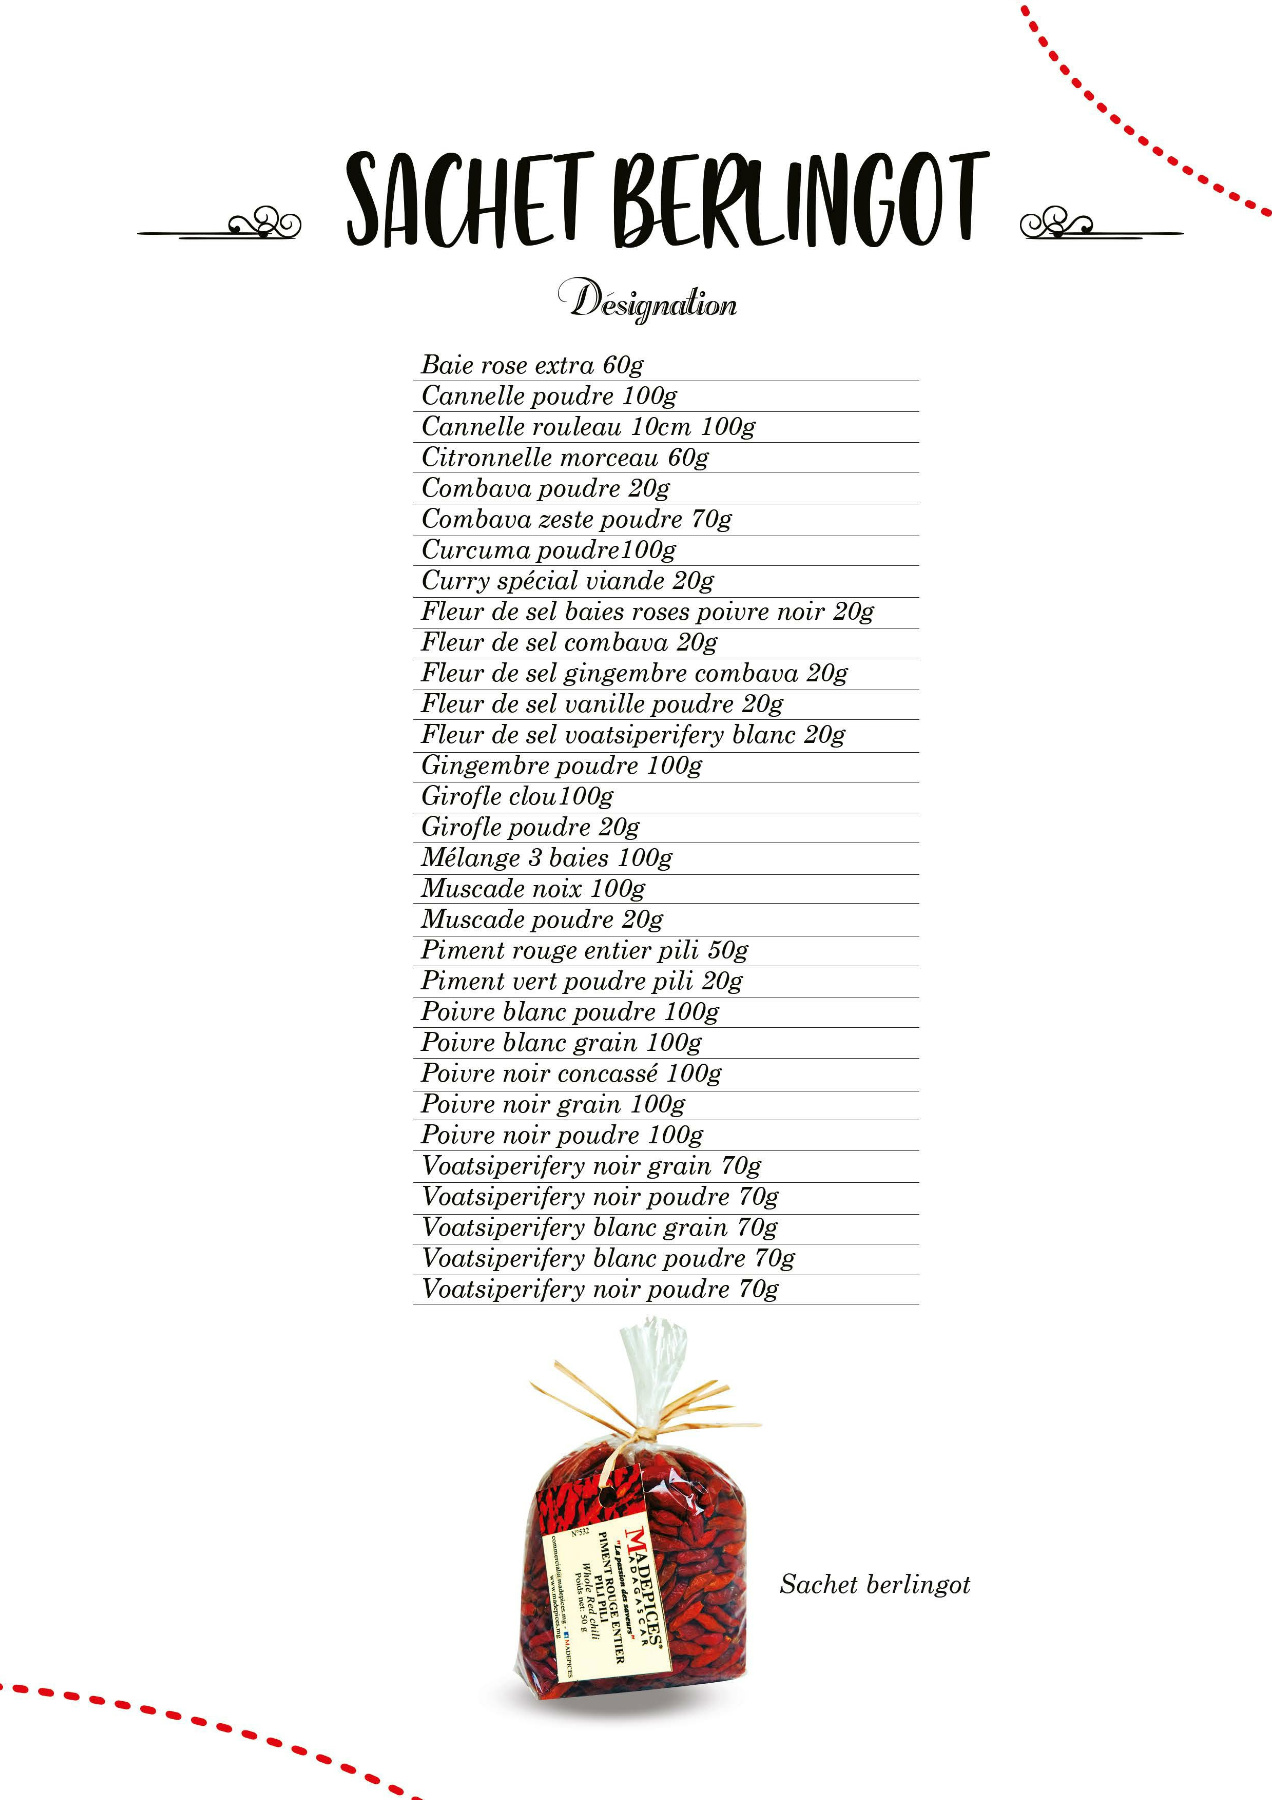 SACHET BERLINGOT
Désignation
Baie rose extra 60g
Cannelle poudre 100g
Cannelle rouleau 10cm 100g
Citronnelle morceau 60g
Combava poudre 20g
Combava zeste poudre 70g
Curcuma poudre100g
Curry spécial viande 20g
Fleur de sel baies roses poivre noir 20g
Fleur de sel combava 20g
Fleur de sel gingembre combava 20g
Fleur de sel vanille poudre 20g
Fleur de sel voatsiperifery blanc 20g
Gingembre poudre 100g
Girofle clou100g
Girofle poudre 20g
Mélange 3 baies 100g
Muscade noix 100g
Muscade poudre 20g
Piment rouge entier pili 50g
Piment vert poudre pili 20g
Poivre blanc poudre 100g
Poivre blanc grain 100g
Poivre noir concassé 100g
Poivre noir grain 100g
Poivre noir poudre 100g
Voatsiperifery noir grain 70g
Voatsiperifery noir poudre 70g
Voatsiperifery blanc grain 70g
Voatsiperifery blanc poudre 70g
Voatsiperifery noir poudre 70g
MADEPICES®
MADAGASCAR
"La passion des saveurs"
PIMENT ROUGE ENTIER
PILI PILI
Whole Red chili
Poids net: 50 g
N°532
commercial@madepices.mg - f MADEPICES
www.madepices.mg
Sachet berlingot